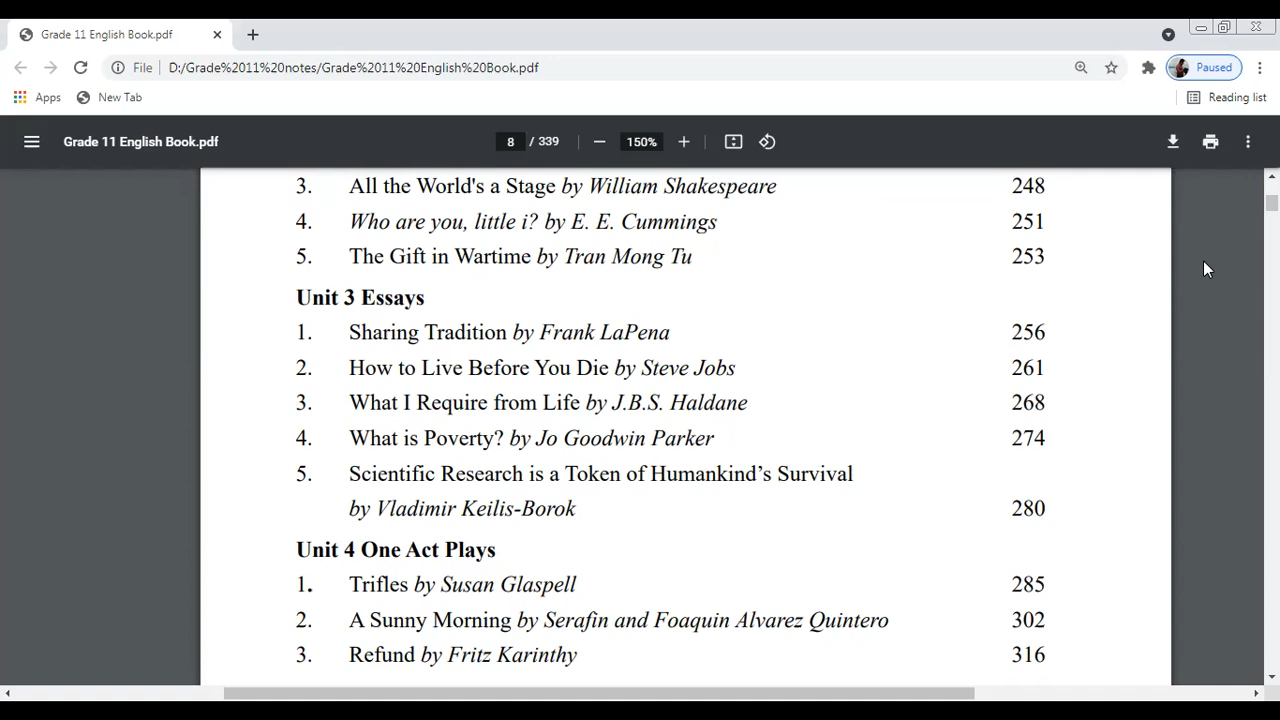 Grade 11 English Book.pdf
File D:/Grade%2011%20notes/Grade%2011%20English%20Book.pdf Paused
Apps New Tab Reading list
Grade 11 English Book.pdf 8 / 339 150%
3. All the World's a Stage by William Shakespeare 248
4. Who are you, little i? by E. E. Cummings 251
5. The Gift in Wartime by Tran Mong Tu 253
Unit 3 Essays
1. Sharing Tradition by Frank LaPena 256
2. How to Live Before You Die by Steve Jobs 261
3. What I Require from Life by J.B.S. Haldane 268
4. What is Poverty? by Jo Goodwin Parker 274
5. Scientific Research is a Token of Humankind’s Survival
by Vladimir Keilis-Borok 280
Unit 4 One Act Plays
1. Trifles by Susan Glaspell 285
2. A Sunny Morning by Serafin and Foaquin Alvarez Quintero 302
3. Refund by Fritz Karinthy 316